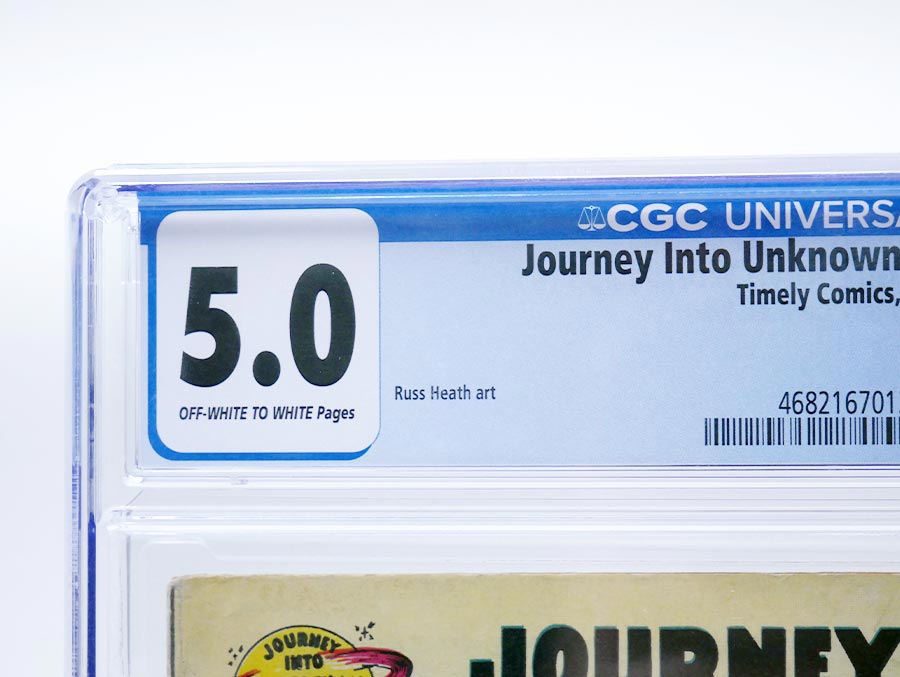 CGC UNIVERSA
Journey Into Unknown
Timely Comics,
5.0
OFF-WHITE TO WHITE Pages
Russ Heath art
468216701
JOURNEY
INTO
JOURNEY